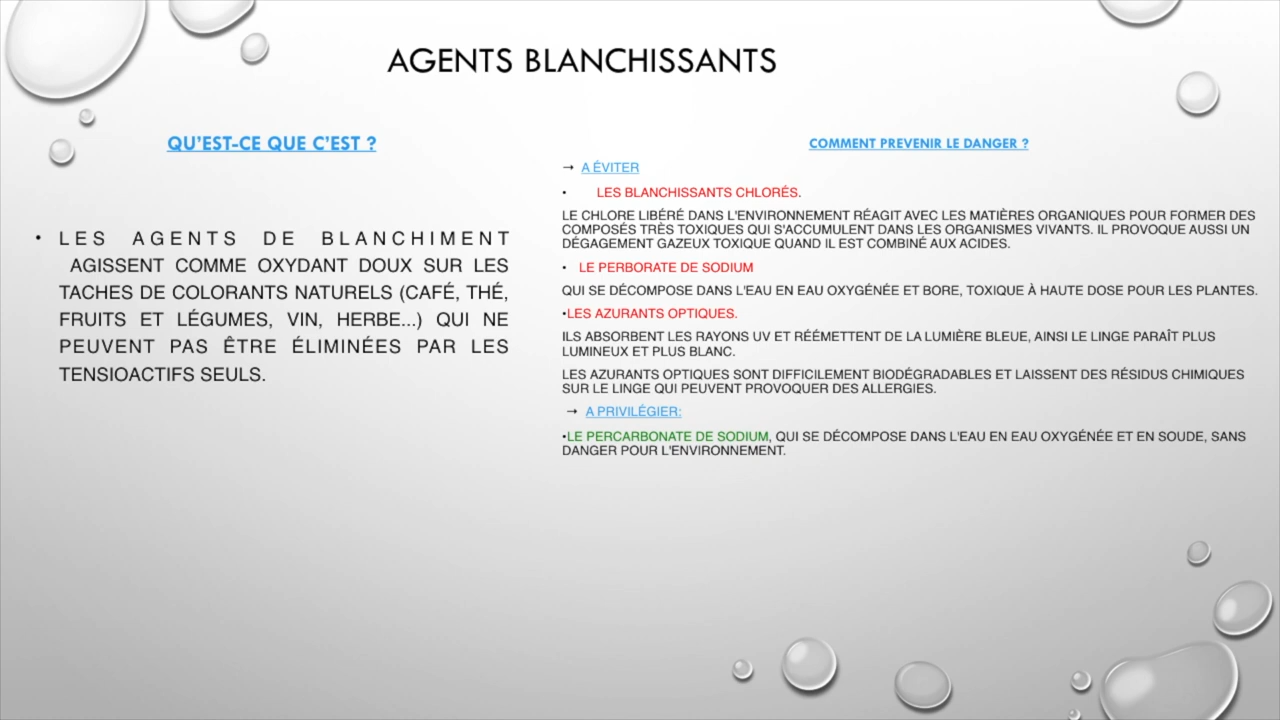 AGENTS BLANCHISSANTS
QU'EST-CE QUE C'EST ?
• LES AGENTS DE BLANCHIMENT
AGISSENT COMME OXYDANT DOUX SUR LES
TACHES DE COLORANTS NATURELS (CAFÉ, THÉ,
FRUITS ET LÉGUMES, VIN, HERBE...) QUI NE
PEUVENT PAS ÊTRE ÉLIMINÉES PAR LES
TENSIOACTIFS SEULS.
COMMENT PREVENIR LE DANGER ?
→ A ÉVITER
• LES BLANCHISSANTS CHLORÉS.
LE CHLORE LIBÉRÉ DANS L'ENVIRONNEMENT RÉAGIT AVEC LES MATIÈRES ORGANIQUES POUR FORMER DES
COMPOSÉS TRÈS TOXIQUES QUI S'ACCUMULENT DANS LES ORGANISMES VIVANTS. IL PROVOQUE AUSSI UN
DÉGAGEMENT GAZEUX TOXIQUE QUAND IL EST COMBINÉ AUX ACIDES.
• LE PERBORATE DE SODIUM
QUI SE DÉCOMPOSE DANS L'EAU EN EAU OXYGÉNÉE ET BORE, TOXIQUE À HAUTE DOSE POUR LES PLANTES.
•LES AZURANTS OPTIQUES.
ILS ABSORBENT LES RAYONS UV ET RÉÉMETTENT DE LA LUMIÈRE BLEUE, AINSI LE LINGE PARAÎT PLUS
LUMINEUX ET PLUS BLANC.
LES AZURANTS OPTIQUES SONT DIFFICILEMENT BIODÉGRADABLES ET LAISSENT DES RÉSIDUS CHIMIQUES
SUR LE LINGE QUI PEUVENT PROVOQUER DES ALLERGIES.
→ A PRIVILÉGIER:
•LE PERCARBONATE DE SODIUM, QUI SE DÉCOMPOSE DANS L'EAU EN EAU OXYGÉNÉE ET EN SOUDE, SANS
DANGER POUR L'ENVIRONNEMENT.